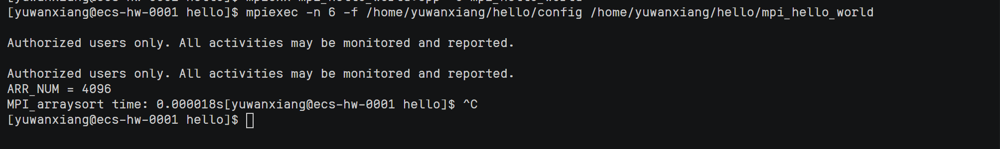 [yuwanxiang@ecs-hw-0001 hello]$ mpiexec -n 6 -f /home/yuwanxiang/hello/config /home/yuwanxiang/hello/mpi_hello_world
Authorized users only. All activities may be monitored and reported.
Authorized users only. All activities may be monitored and reported.
ARR_NUM = 4096
MPI_arraysort time: 0.000018s[yuwanxiang@ecs-hw-0001 hello]$ ^C
[yuwanxiang@ecs-hw-0001 hello]$